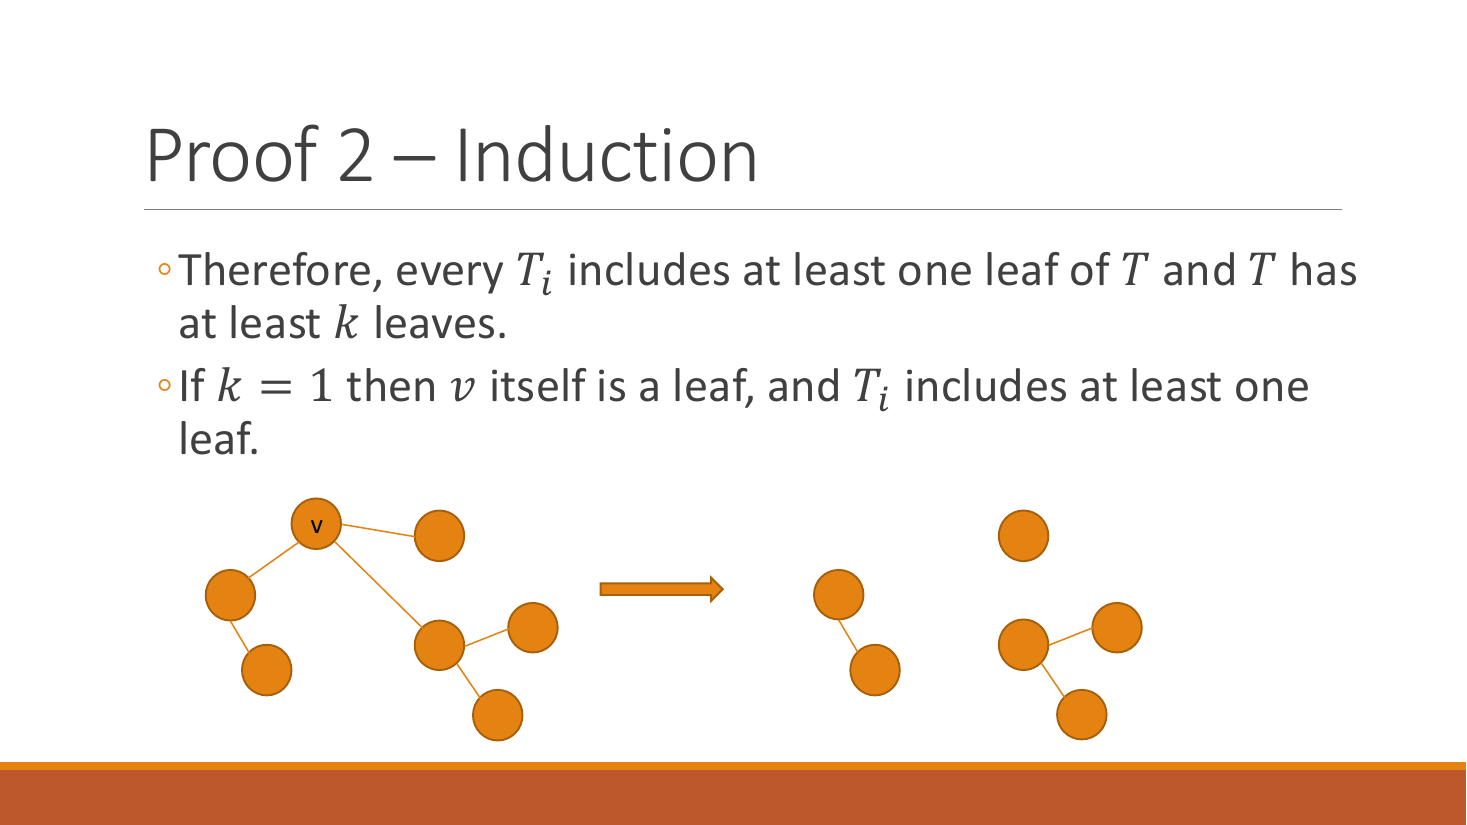 Proof 2 – Induction
◦Therefore, every 𝑇𝑖 includes at least one leaf of 𝑇 and 𝑇 has
at least 𝑘 leaves.
◦If 𝑘 = 1 then 𝑣 itself is a leaf, and 𝑇𝑖 includes at least one
leaf.
v